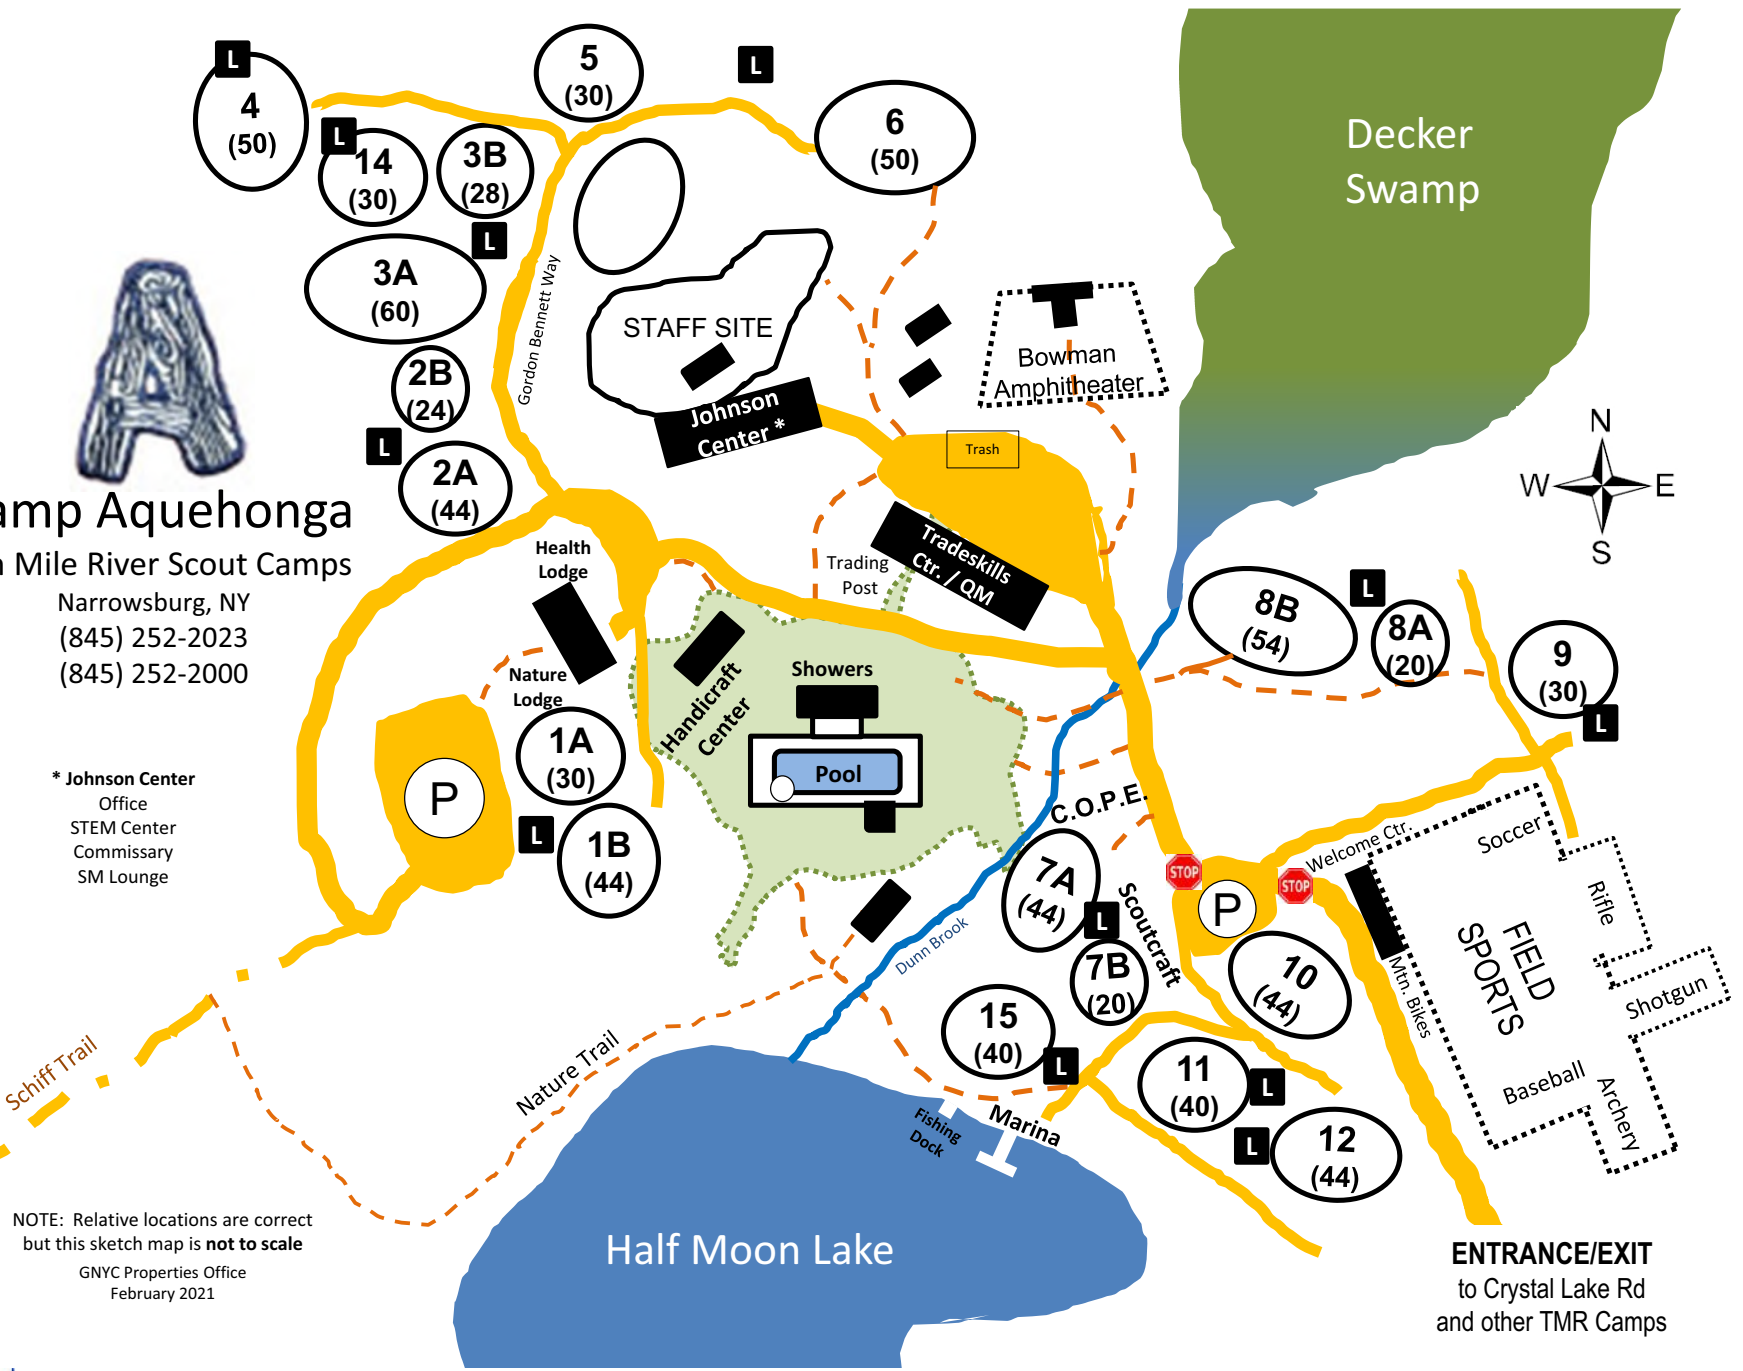 L
4
(50)
5
(30)
L
6
(50)
L
14
(30)
3B
(28)
L
3A
(60)
2B
(24)
L
2A
(44)
Gordon Bennett Way
STAFF SITE
Johnson
Center *
Trash
Bowman
Amphitheater
Decker
Swamp
N
W
E
S
A
amp Aquehonga
Mile River Scout Camps
Narrowsburg, NY
(845) 252-2023
(845) 252-2000
* Johnson Center
Office
STEM Center
Commissary
SM Lounge
Health
Lodge
Nature
Lodge
Trading
Post
Tradeskills
Ctr. / QM
Handicraft
Center
Showers
Pool
P
1A
(30)
L
1B
(44)
8B
(54)
L
8A
(20)
9
(30)
L
C.O.P.E.
7A
(44)
L
7B
(20)
Scoutcraft
STOP
P
STOP
Welcome Ctr.
Mtn. Bikes
Soccer
Rifle
FIELD
SPORTS
Shotgun
Baseball
Archery
10
(44)
15
(40)
L
11
(40)
L
L
12
(44)
Dunn Brook
Nature Trail
Schiff Trail
Fishing
Dock
Marina
Half Moon Lake
NOTE: Relative locations are correct
but this sketch map is not to scale
GNYC Properties Office
February 2021
ENTRANCE/EXIT
to Crystal Lake Rd
and other TMR Camps